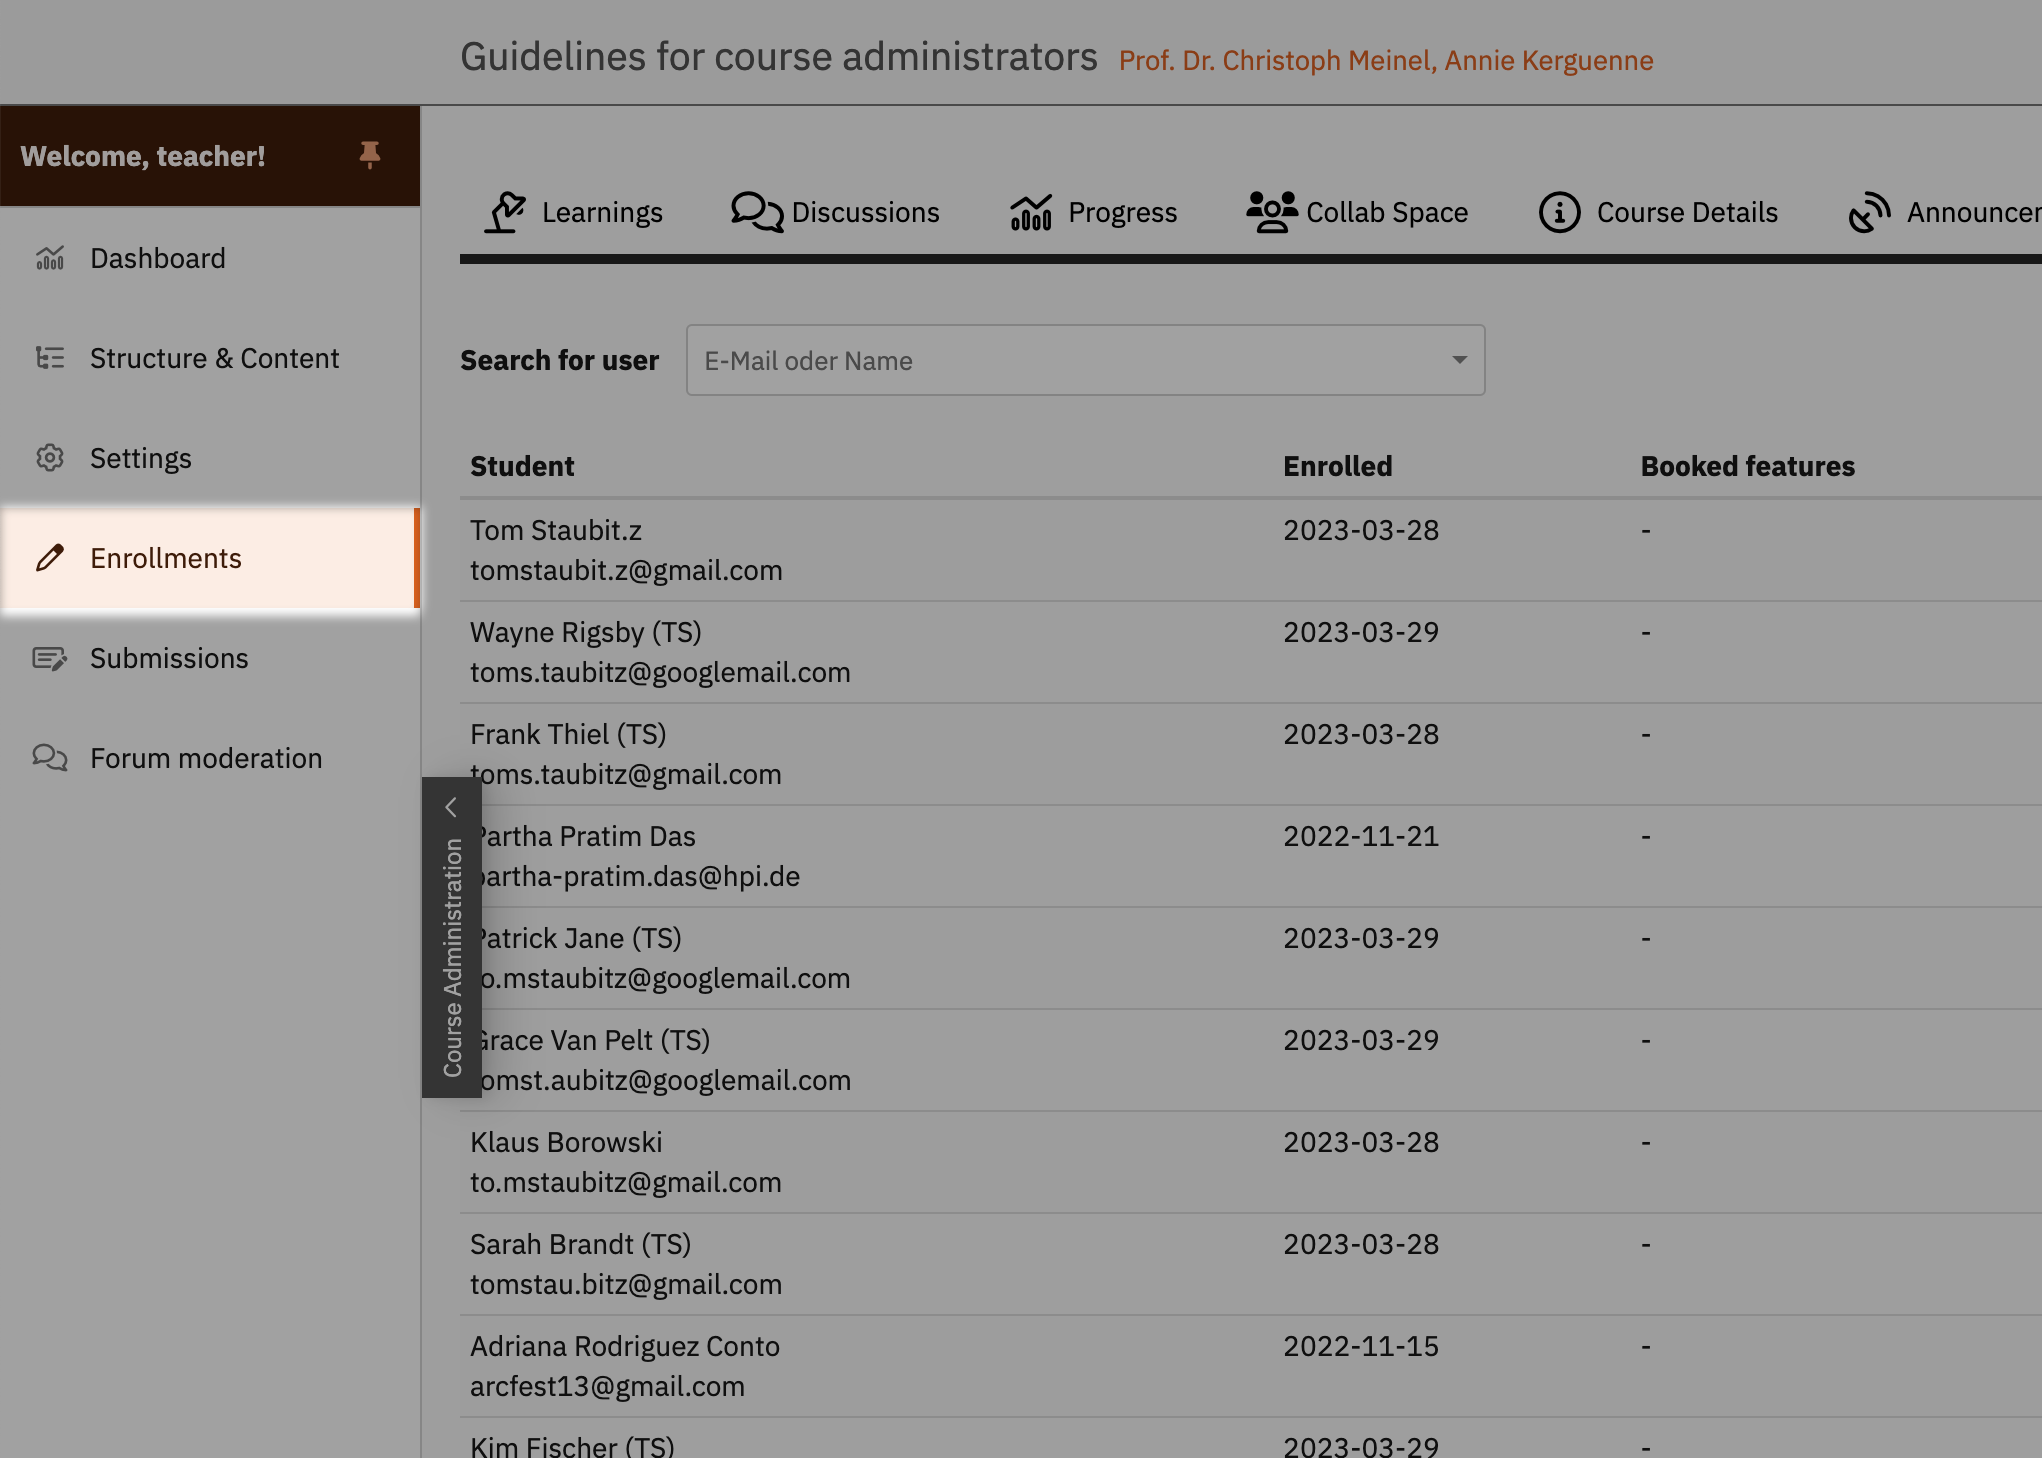 Guidelines for course administrators Prof. Dr. Christoph Meinel, Annie Kerguenne
Welcome, teacher!
Dashboard
Structure & Content
Settings
Enrollments
Submissions
Forum moderation
Course Administration
Learnings Discussions Progress Collab Space Course Details
Search for user E-Mail oder Name
Student Enrolled Booked features
Tom Staubit.z 2023-03-28 -
tomstaubit.z@gmail.com
Wayne Rigsby (TS) 2023-03-29 -
toms.taubitz@googlemail.com
Frank Thiel (TS) 2023-03-28 -
toms.taubitz@gmail.com
Partha Pratim Das 2022-11-21 -
partha-pratim.das@hpi.de
Patrick Jane (TS) 2023-03-29 -
to.mstaubitz@googlemail.com
Grace Van Pelt (TS) 2023-03-29 -
tomst.aubitz@googlemail.com
Klaus Borowski 2023-03-28 -
to.mstaubitz@gmail.com
Sarah Brandt (TS) 2023-03-28 -
tomstau.bitz@gmail.com
Adriana Rodriguez Conto 2022-11-15 -
arcfest13@gmail.com
Kim Fischer (TS) 2023-03-29 -